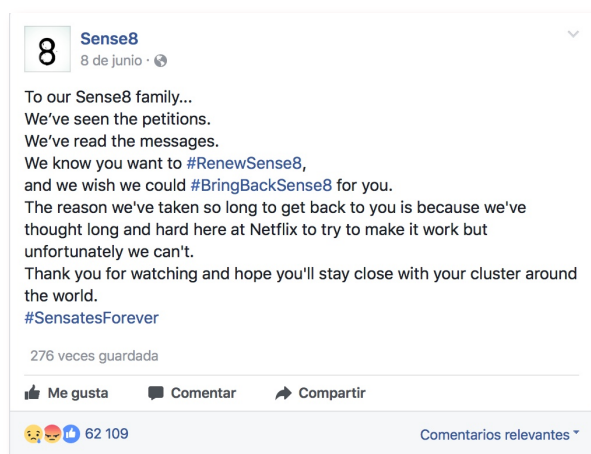 8
Sense8
8 de junio ·
To our Sense8 family...
We've seen the petitions.
We've read the messages.
We know you want to #RenewSense8,
and we wish we could #BringBackSense8 for you.
The reason we've taken so long to get back to you is because we've
thought long and hard here at Netflix to try to make it work but
unfortunately we can't.
Thank you for watching and hope you'll stay close with your cluster around
the world.
#SensatesForever
276 veces guardada
Me gusta Comentar Compartir
62 109 Comentarios relevantes